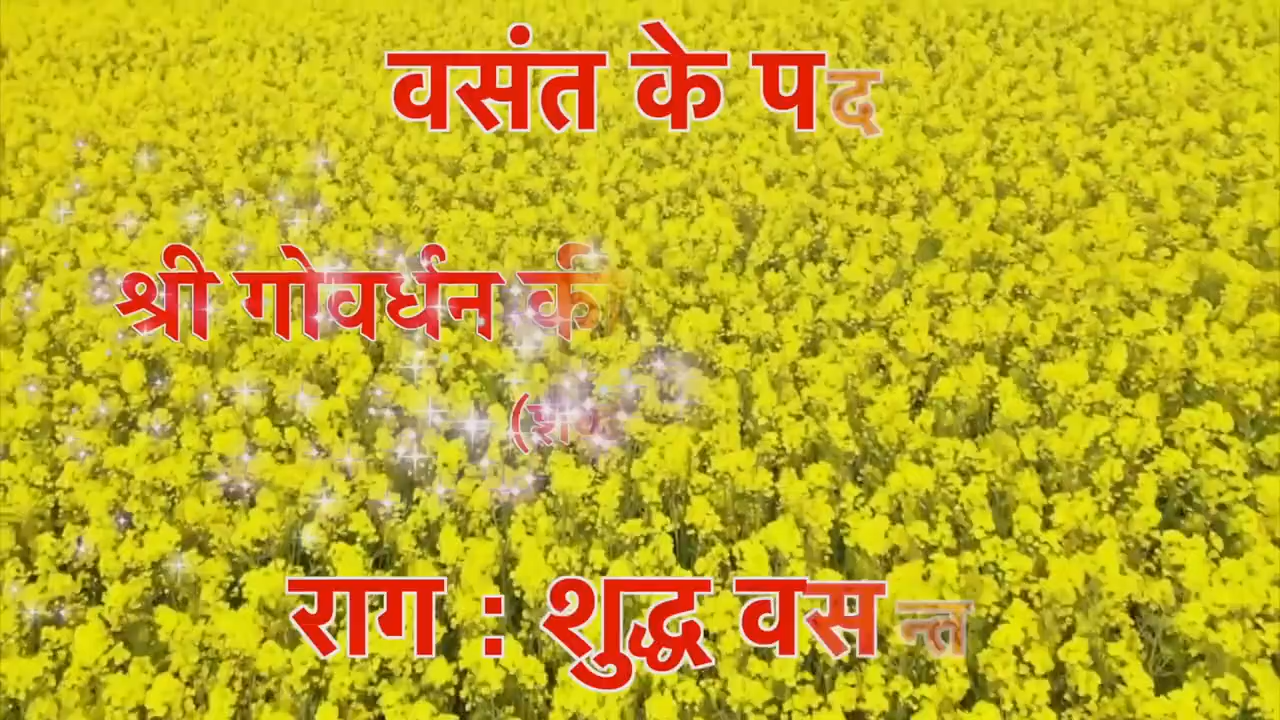 वसंत के पद
श्री गोवर्धन की
राग : शुद्ध वसन्त